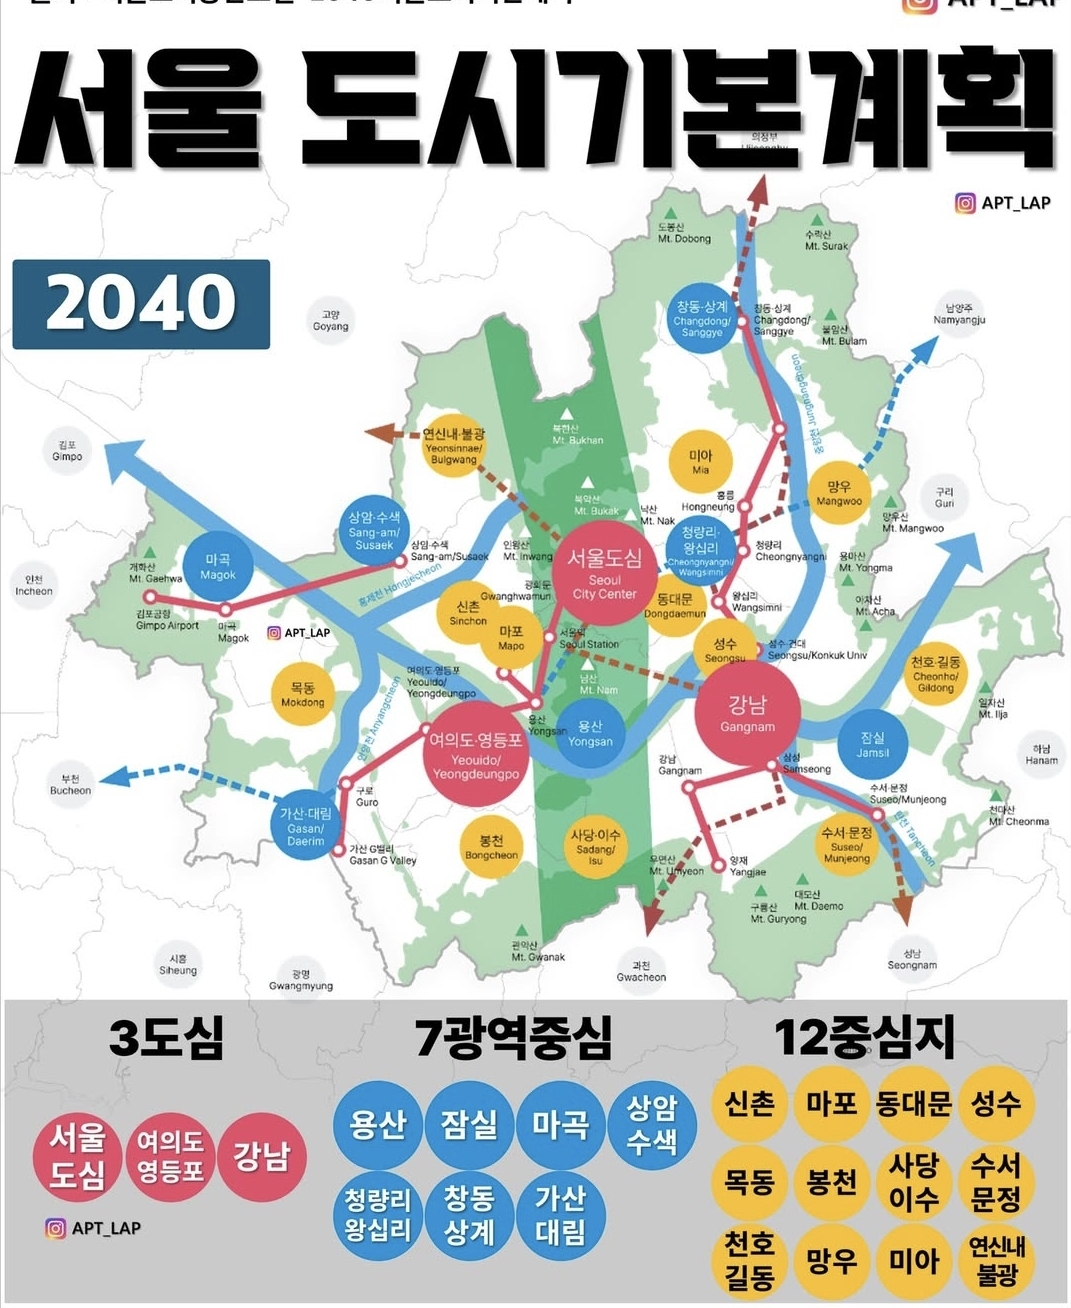 APT_LAP
서울 도시기본계획
의정부
APT_LAP
2040
도봉산
Mt. Dobong
수락산
Mt. Surak
고양
Goyang
창동·상계
Changdong/
Sanggye
창동·상계
Changdong/
Sanggye
남양주
Namyangju
불암산
Mt. Bulam
중랑천 Jungnangcheon
김포
Gimpo
연신내·불광
Yeonsinnae/
Bulgwang
북한산
Mt. Bukhan
미아
Mia
망우
Mangwoo
구리
Guri
홍릉
Hongneung
북악산
Mt. Bukak
낙산
Mt. Nak
망우산
Mt. Mangwoo
상암·수색
Sang-am/
Susaek
상암·수색
Sang-am/Susaek
인왕산
Mt. Inwang
서울도심
Seoul
City Center
청량리·
왕십리
Cheongnyangni/
Wangsimni
청량리
Cheongnyangni
용마산
Mt. Yongma
개화산
Mt. Gaehwa
마곡
Magok
인천
Incheon
홍제천 Hongjecheon
광화문
Gwanghwamun
김포공항
Gimpo Airport
마곡
Magok
신촌
Sinchon
마포
Mapo
동대문
Dongdaemun
왕십리
Wangsimni
아차산
Mt. Acha
APT_LAP
서울역
Seoul Station
성수
Seongsu
성수·건대
Seongsu/Konkuk Univ
천호·길동
Cheonho/
Gildong
목동
Mokdong
여의도·영등포
Yeouido/
Yeongdeungpo
남산
Mt. Nam
강남
Gangnam
일자산
Mt. Ilja
안양천 Anyangcheon
용산
Yongsan
용산
Yongsan
잠실
Jamsil
하남
Hanam
여의도·영등포
Yeouido/
Yeongdeungpo
부천
Bucheon
구로
Guro
강남
Gangnam
삼성
Samseong
수서·문정
Suseo/Munjeong
가산·대림
Gasan/
Daerim
가산 G밸리
Gasan G Valley
봉천
Bongcheon
사당·이수
Sadang/
Isu
수서·문정
Suseo/
Munjeong
탄천 Tancheon
천마산
Mt. Cheonma
우면산
Mt. Umyeon
양재
Yangjae
구룡산
Mt. Guryong
대모산
Mt. Daemo
관악산
Mt. Gwanak
시흥
Siheung
광명
Gwangmyung
과천
Gwacheon
성남
Seongnam
3도심
7광역중심
12중심지
서울
도심
여의도
영등포
강남
APT_LAP
용산
잠실
마곡
상암
수색
청량리
왕십리
창동
상계
가산
대림
신촌
마포
동대문
성수
목동
봉천
사당
이수
수서
문정
천호
길동
망우
미아
연신내
불광